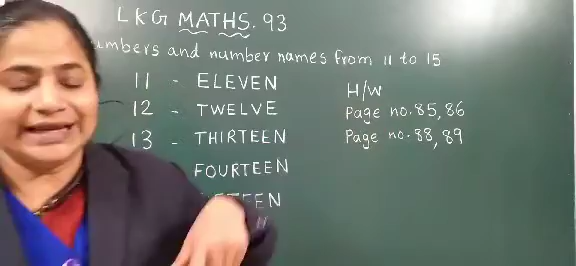 LKG MATHS. 93
umbers and number names from 11 to 15
11 - ELEVEN
12 - TWELVE
13 - THIRTEEN
FOURTEEN
TEEN
H/W
Page no. 85, 86
Page no. 88, 89